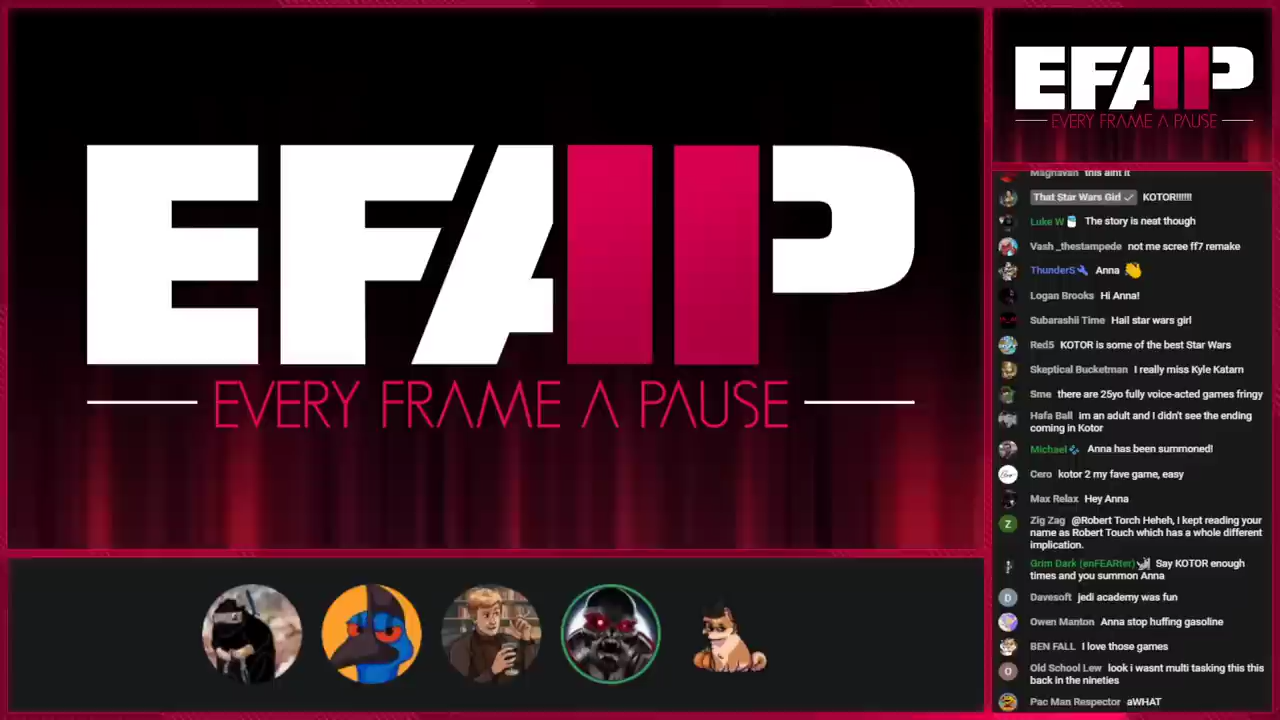 EFAP
EVERY FRAME A PAUSE
EFAP
EVERY FRAME A PAUSE
Maghavan this aint it
That Star Wars Girl KOTOR!!!!!!!
Luke W The story is neat though
Vash_thestampede not me scree ff7 remake
ThunderS Anna
Logan Brooks Hi Anna!
Subarashii Time Hail star wars girl
Red5 KOTOR is some of the best Star Wars
Skeptical Bucketman I really miss Kyle Katarn
Sme there are 25yo fully voice-acted games fringy
Hafa Ball im an adult and I didn't see the ending
coming in Kotor
Michael Anna has been summoned!
Cero kotor 2 my fave game, easy
Max Relax Hey Anna
Z Zig Zag @Robert Torch Heheh, I kept reading your
name as Robert Touch which has a whole different
implication.
Grim Dark (enFEARter) Say KOTOR enough
times and you summon Anna
D Davesoft jedi academy was fun
Owen Manton Anna stop huffing gasoline
BEN FALL I love those games
O Old School Lew look i wasnt multi tasking this this
back in the nineties
Pac Man Respector aWHAT